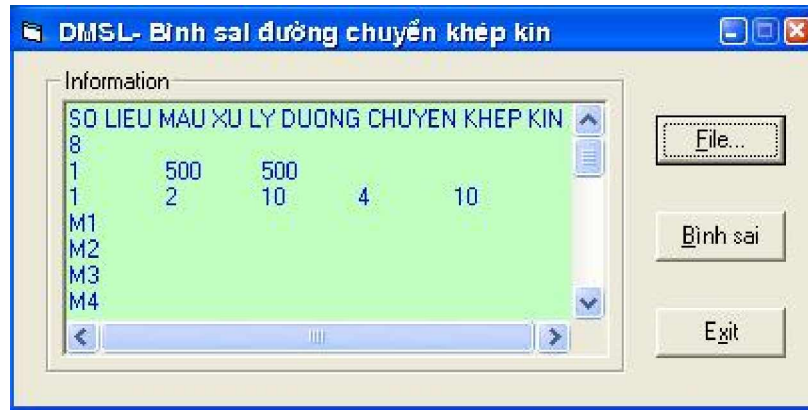 DMSL- Bình sai đường chuyển khép kín
Information
SO LIEU MAU XU LY DUONG CHUYEN KHEP KIN
8
1 500 500
1 2 10 4 10
M1
M2
M3
M4
File...
Bình sai
Exit